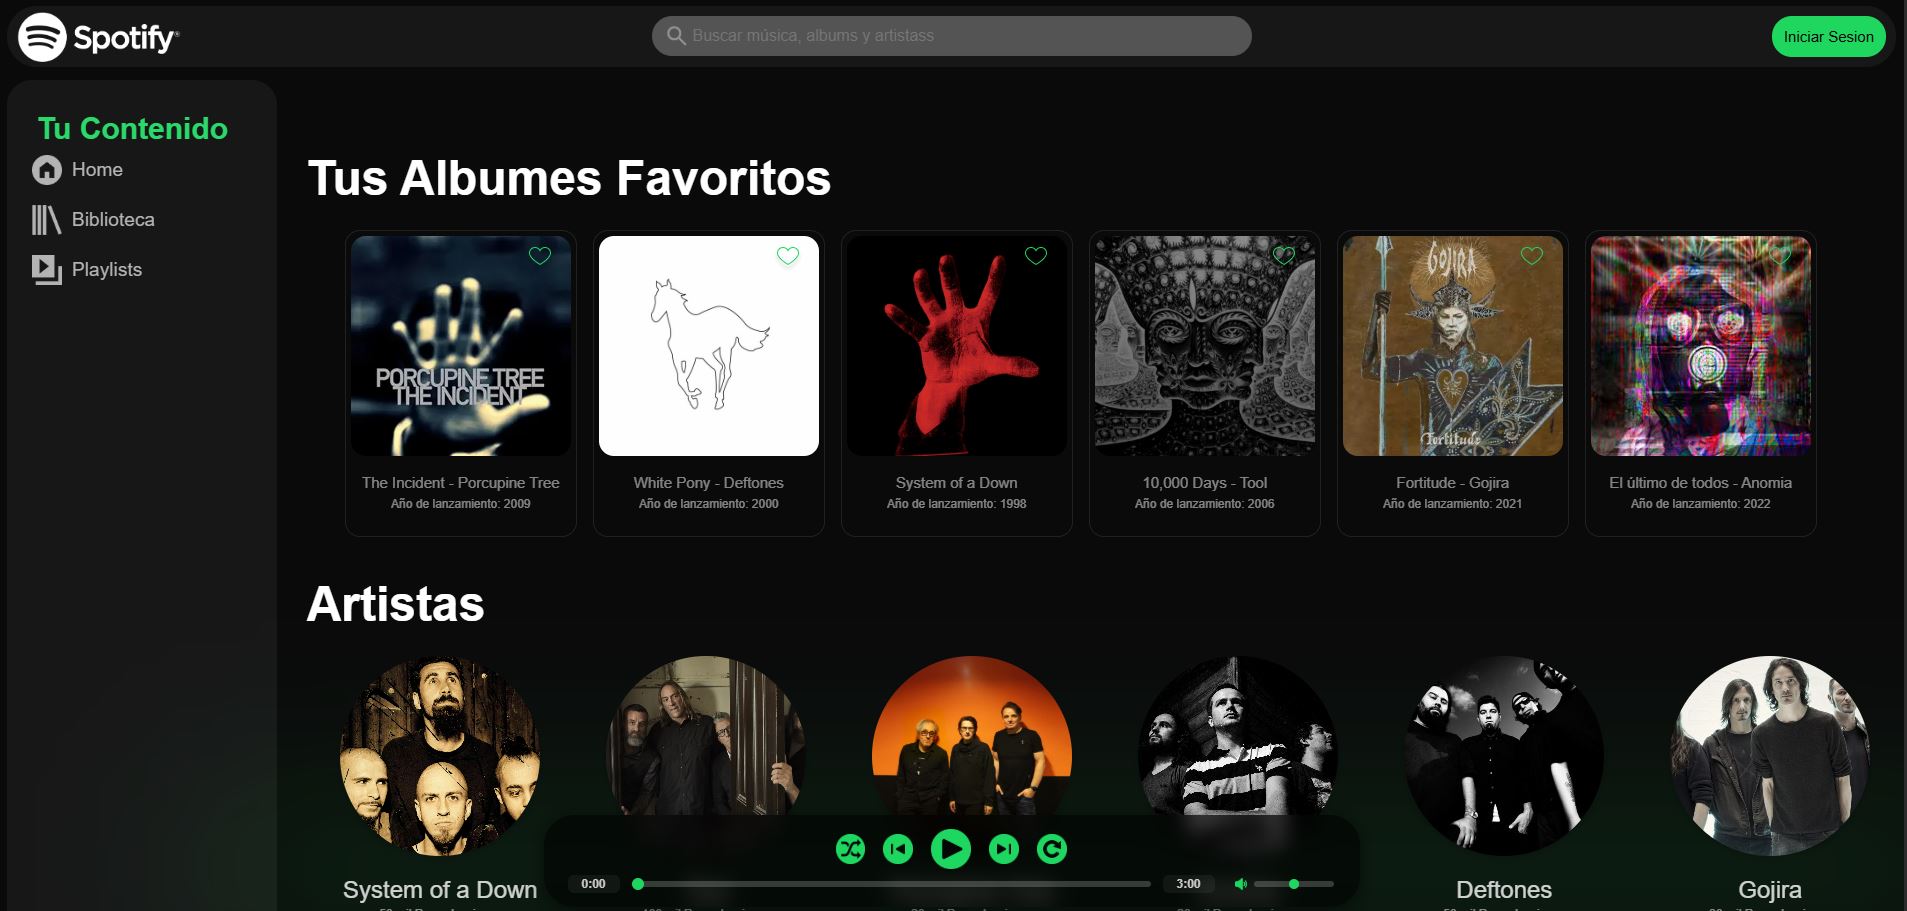 Spotify®
Buscar música, albums y artistass
Iniciar Sesion
Tu Contenido
Home
Biblioteca
Playlists
Tus Albumes Favoritos
PORCUPINE TREE
THE INCIDENT
GOJIRA
Fortitude
The Incident - Porcupine Tree
Año de lanzamiento: 2009
White Pony - Deftones
Año de lanzamiento: 2000
System of a Down
Año de lanzamiento: 1998
10,000 Days - Tool
Año de lanzamiento: 2006
Fortitude - Gojira
Año de lanzamiento: 2021
El último de todos - Anomia
Año de lanzamiento: 2022
Artistas
System of a Down
Deftones
Gojira
0:00
3:00